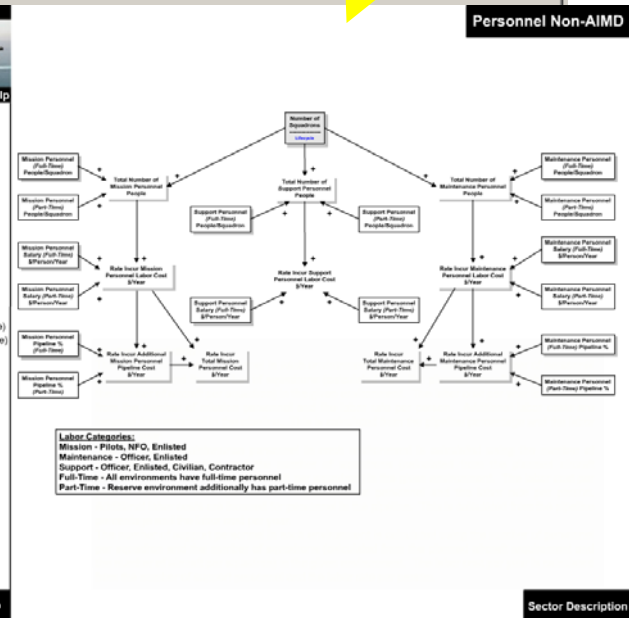 Personnel Non-AIMD
lp
Number of
Squadrons
Lifecycle
Mission Personnel
(Full-Time)
People/Squadron
Mission Personnel
(Part-Time)
People/Squadron
+
+
+
Total Number of
Mission Personnel
People
+
Total Number of
Support Personnel
People
Support Personnel
(Full-Time)
People/Squadron
+
+
Support Personnel
(Part-Time)
People/Squadron
+
Total Number of
Maintenance Personnel
People
+
+
Maintenance Personnel
(Full-Time)
People/Squadron
Maintenance Personnel
(Part-Time)
People/Squadron
Mission Personnel
Salary (Full-Time)
$/Person/Year
Mission Personnel
Salary (Part-Time)
$/Person/Year
+
+
+
Rate Incur Mission
Personnel Labor Cost
$/Year
+
Rate Incur Support
Personnel Labor Cost
$/Year
Support Personnel
Salary (Full-Time)
$/Person/Year
+
+
Support Personnel
Salary (Part-Time)
$/Person/Year
+
Rate Incur Maintenance
Personnel Labor Cost
$/Year
+
+
Maintenance Personnel
Salary (Full-Time)
$/Person/Year
Maintenance Personnel
Salary (Part-Time)
$/Person/Year
e)
e)
Mission Personnel
Pipeline %
(Full-Time)
Mission Personnel
Pipeline %
(Part-Time)
+
+
+
Rate Incur Additional
Mission Personnel
Pipeline Cost
$/Year
+
+
Rate Incur
Total Mission
Personnel Cost
$/Year
+
Rate Incur
Total Maintenance
Personnel Cost
$/Year
+
+
Rate Incur Additional
Maintenance Personnel
Pipeline Cost
$/Year
+
+
Maintenance Personnel
(Full-Time) Pipeline %
Maintenance Personnel
(Part-Time) Pipeline %
Labor Categories:
Mission - Pilots, NFO, Enlisted
Maintenance - Officer, Enlisted
Support - Officer, Enlisted, Civilian, Contractor
Full-Time - All environments have full-time personnel
Part-Time - Reserve environment additionally has part-time personnel
Sector Description